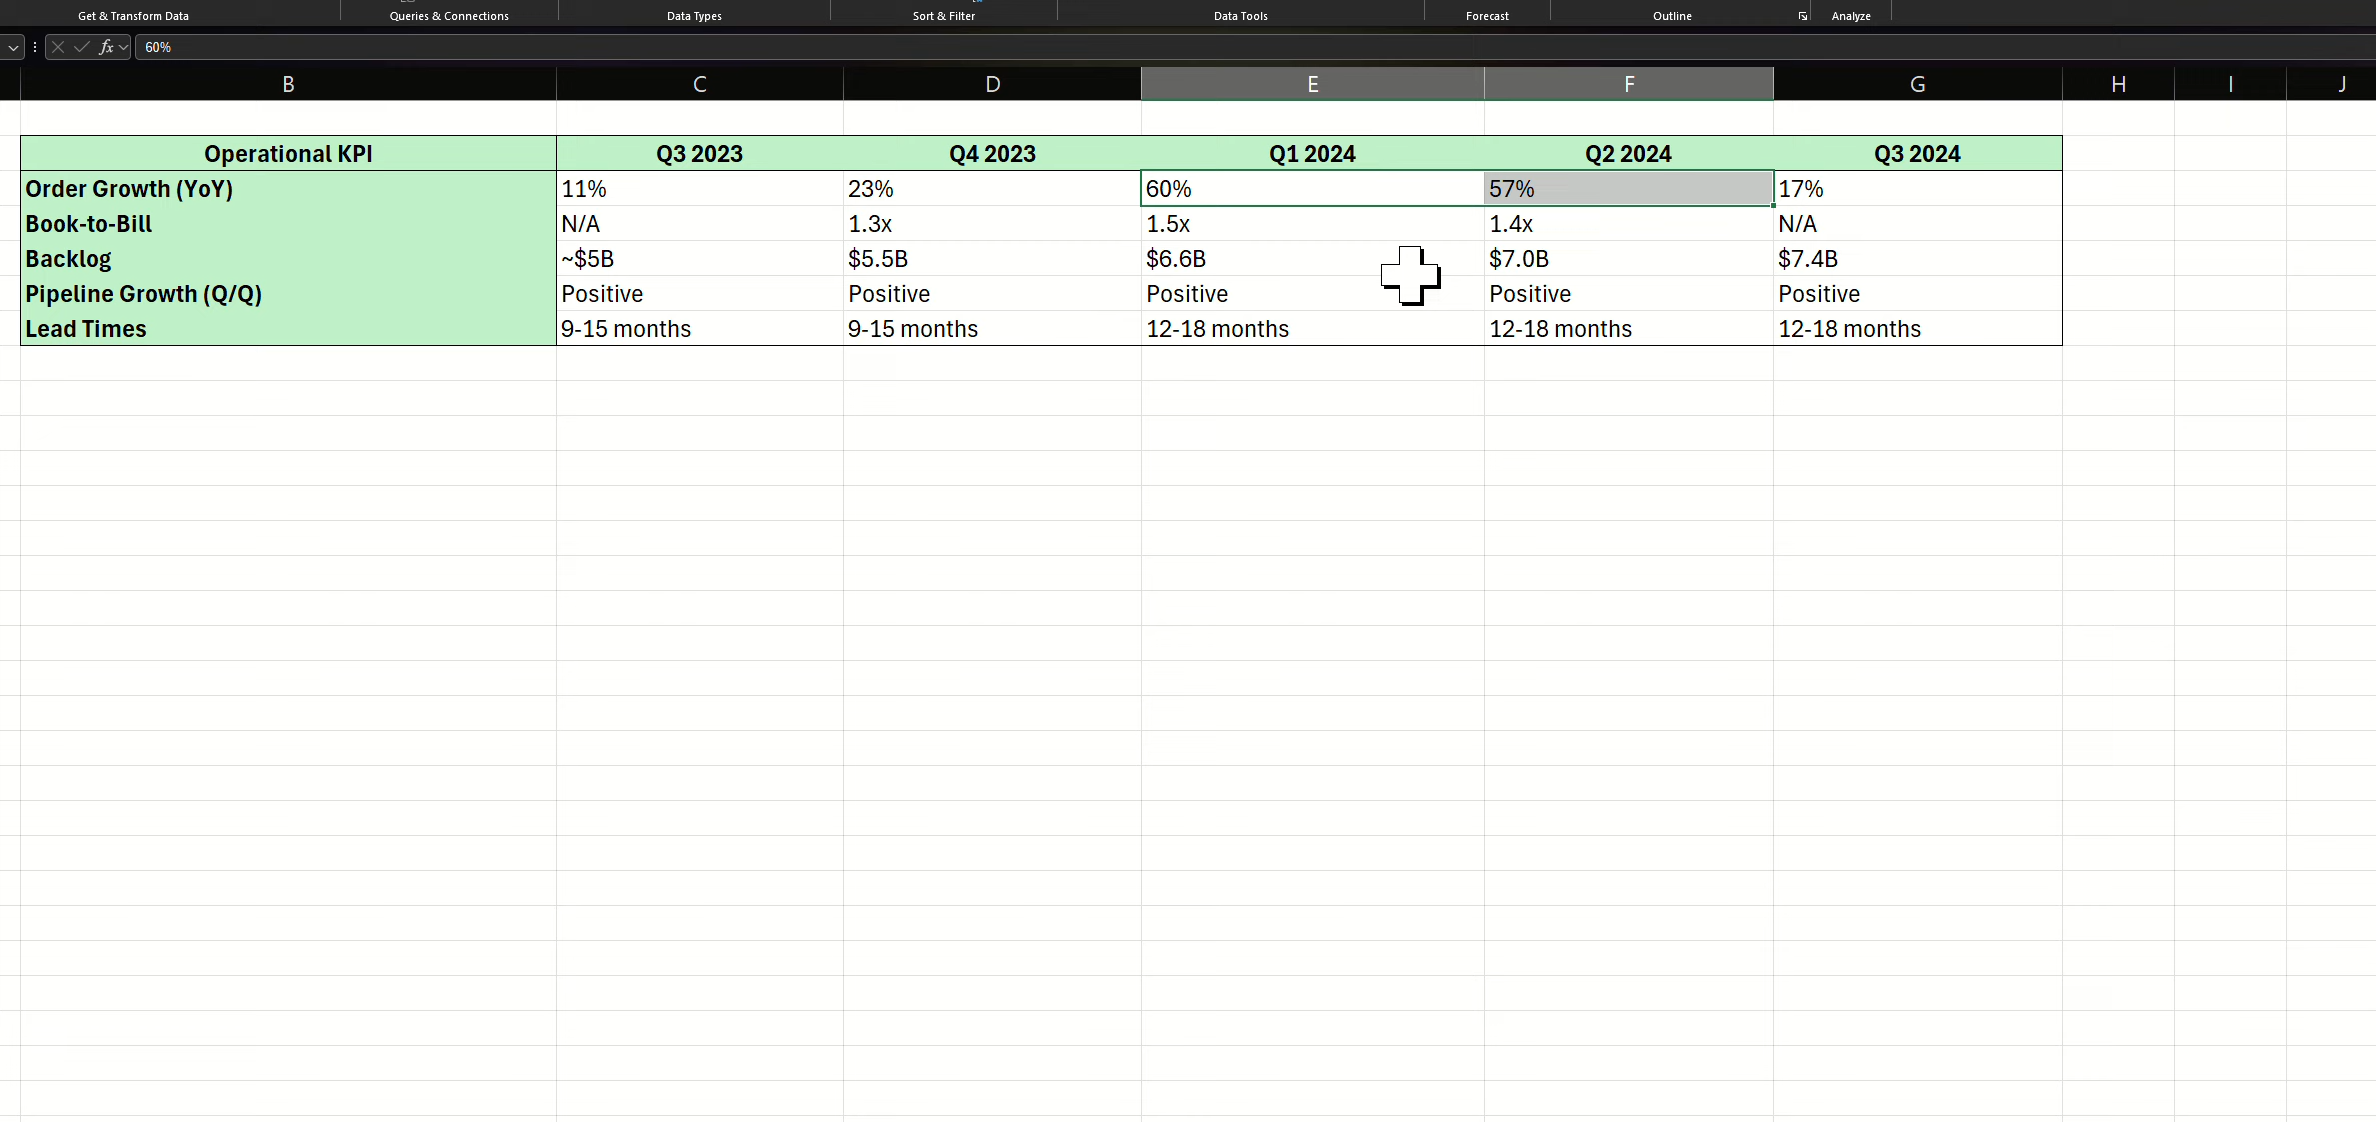 Get & Transform Data Queries & Connections Data Types Sort & Filter Data Tools Forecast Outline Analyze
fx 60%
B C D E F G H I J
Operational KPI Q3 2023 Q4 2023 Q1 2024 Q2 2024 Q3 2024
Order Growth (YoY) 11% 23% 60% 57% 17%
Book-to-Bill N/A 1.3x 1.5x 1.4x N/A
Backlog ~$5B $5.5B $6.6B $7.0B $7.4B
Pipeline Growth (Q/Q) Positive Positive Positive Positive Positive
Lead Times 9-15 months 9-15 months 12-18 months 12-18 months 12-18 months